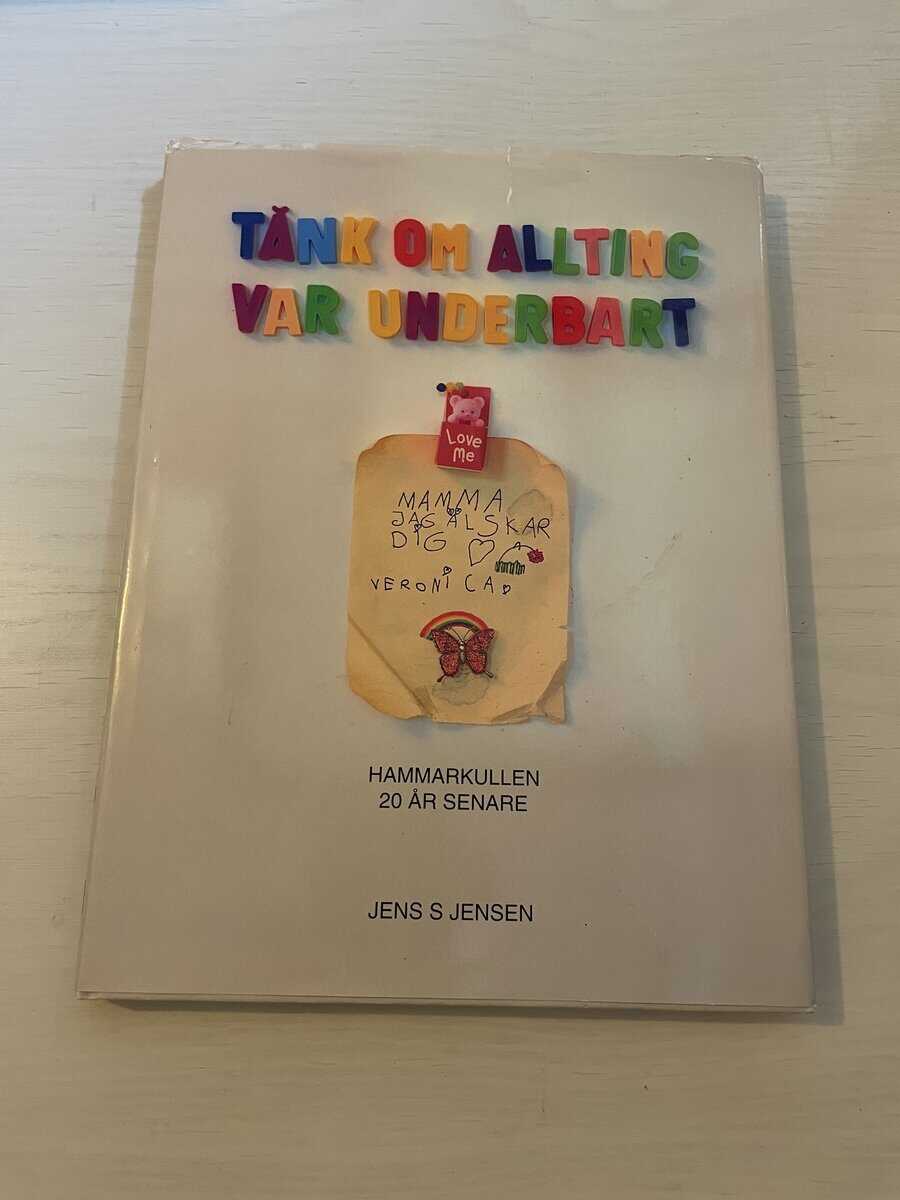 TÄNK OM ALLTING
VAR UNDERBART
Love
Me
MAMMA
JAG ÄLSKAR
DIG
VERONICA.
HAMMARKULLEN
20 ÅR SENARE
JENS S JENSEN